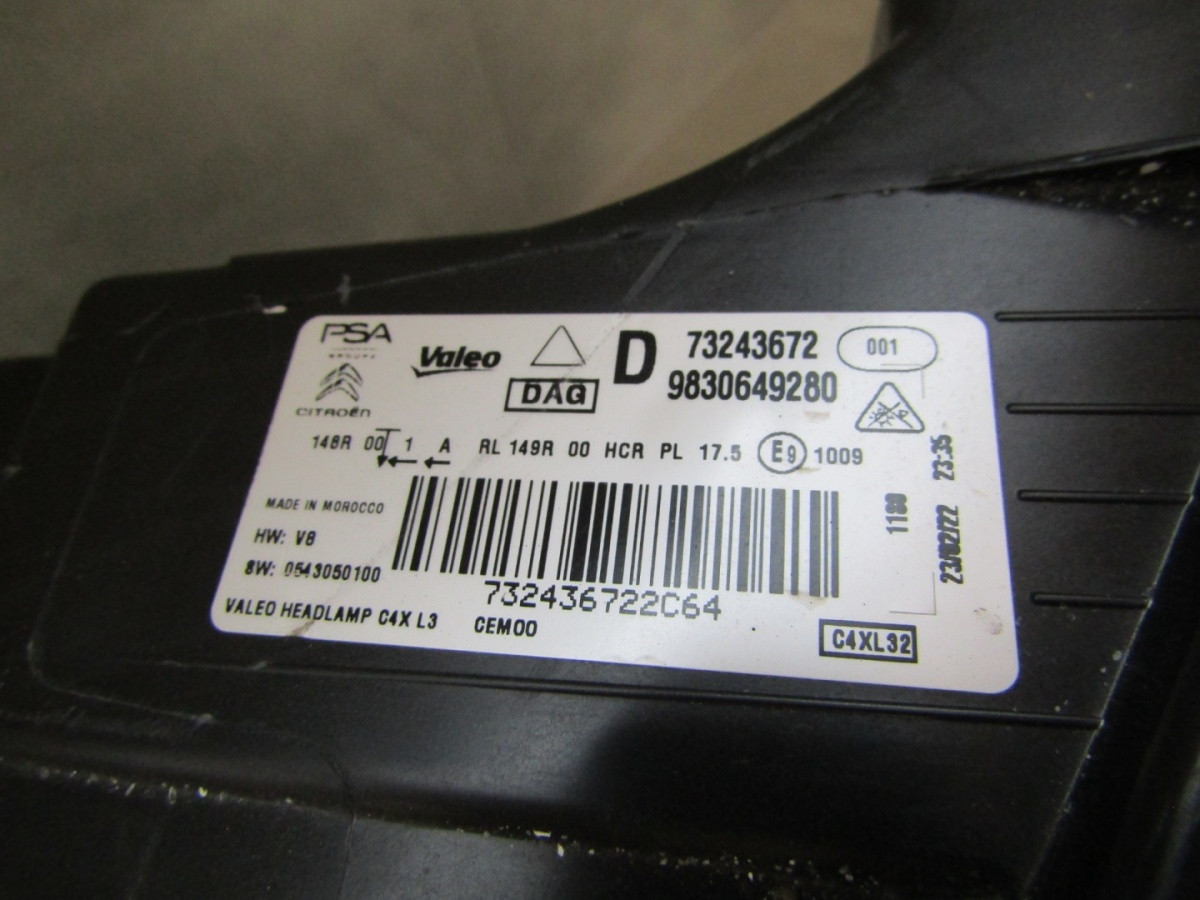 PSA
GROUPE
CITROËN
Valeo
DAG
D
73243672
9830649280
001
148R 00 1 A RL 149R 00 HCR PL 17.5 E9 1009
MADE IN MOROCCO
HW: V8
SW: 0543050100
732436722C64
VALEO HEADLAMP C4X L3 CEM00
C4XL32
1180
23/02/22 23:35